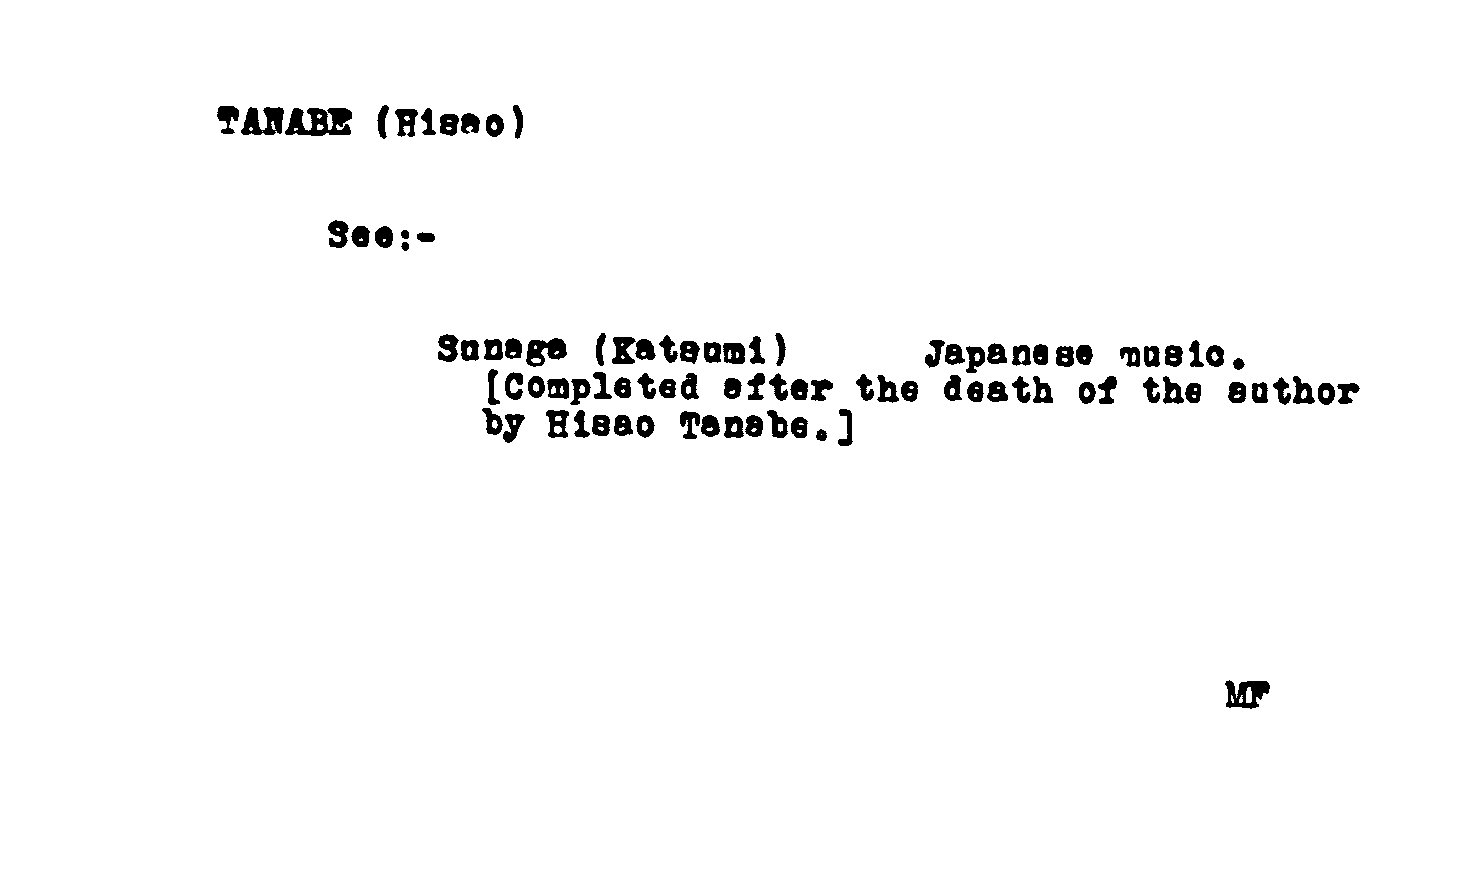 TANABE (Hisao)
See:-
Sunaga (Katsumi) Japanese music.
[Completed after the death of the author
by Hisao Tanabe.]
MF